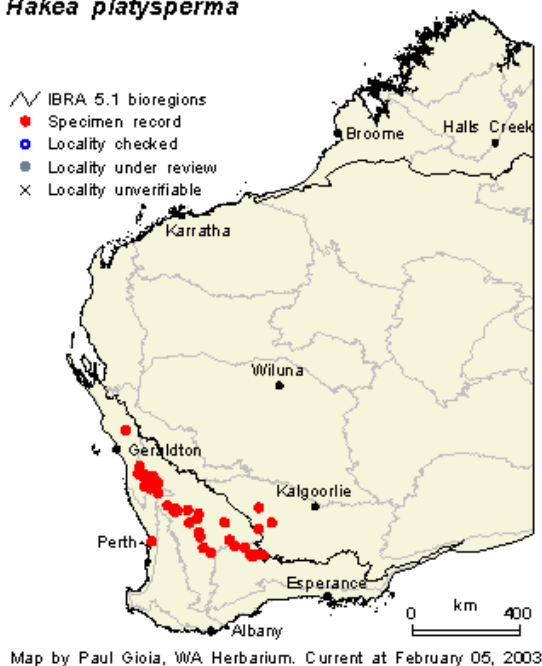 Hakea platysperma
IBRA 5.1 bioregions
Specimen record
Locality checked
Locality under review
Locality unverifiable
Broome
Halls Creek
Karratha
Wiluna
Geraldton
Kalgoorlie
Perth
Esperance
Albany
km
0 400
Map by Paul Gioia, WA Herbarium. Current at February 05, 2003